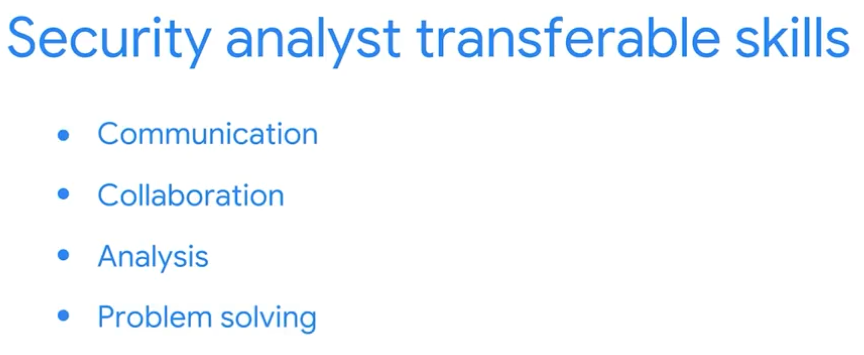 Security analyst transferable skills
• Communication
• Collaboration
• Analysis
• Problem solving